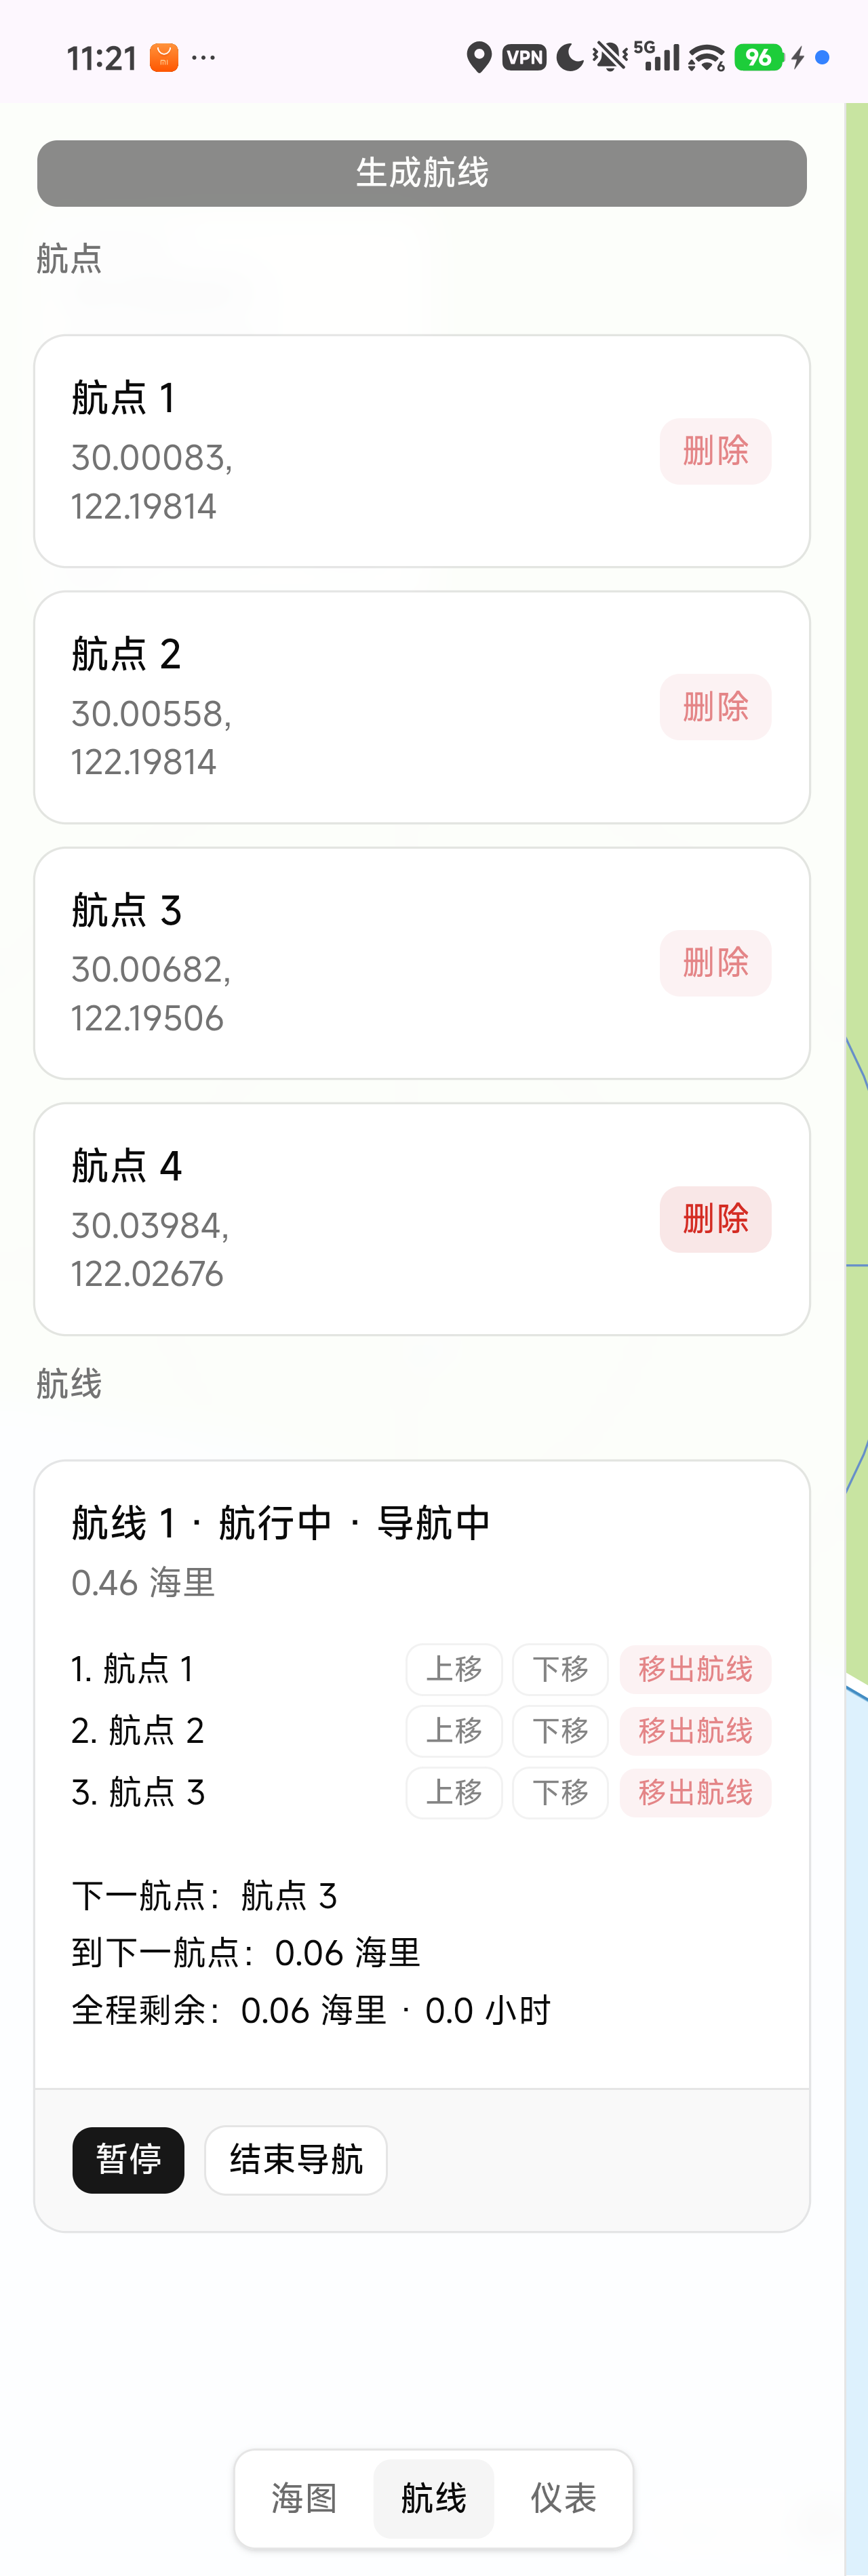 11:21 mi ··· VPN 5G 6 96
生成航线
航点
航点 1
30.00083,
122.19814
删除
航点 2
30.00558,
122.19814
删除
航点 3
30.00682,
122.19506
删除
航点 4
30.03984,
122.02676
删除
航线
航线 1 · 航行中 · 导航中
0.46 海里
1. 航点 1 上移 下移 移出航线
2. 航点 2 上移 下移 移出航线
3. 航点 3 上移 下移 移出航线
下一航点：航点 3
到下一航点：0.06 海里
全程剩余：0.06 海里 · 0.0 小时
暂停 结束导航
海图 航线 仪表